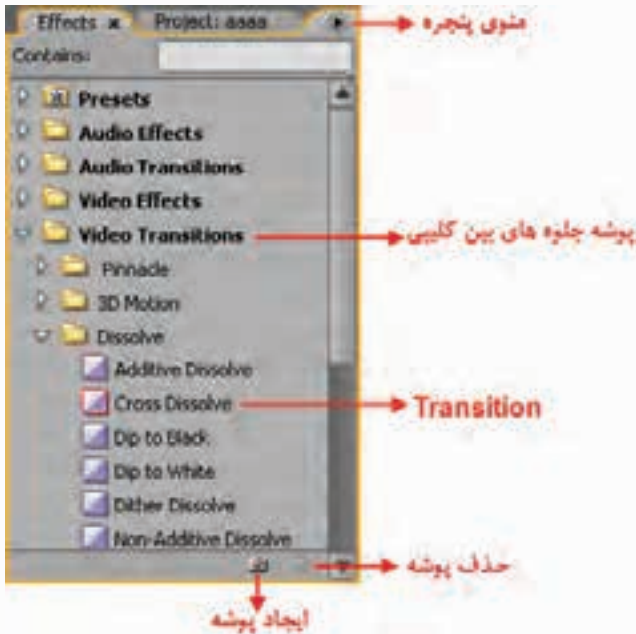 Effects x Project: aaaa
منوی پنجره
Contains:
Presets
Audio Effects
Audio Transitions
Video Effects
Video Transitions
پوشه جلوه های بین کلیپی
Pinnacle
3D Motion
Dissolve
Additive Dissolve
Cross Dissolve
Transition
Dip to Black
Dip to White
Dither Dissolve
Non-Additive Dissolve
حذف پوشه
ایجاد پوشه